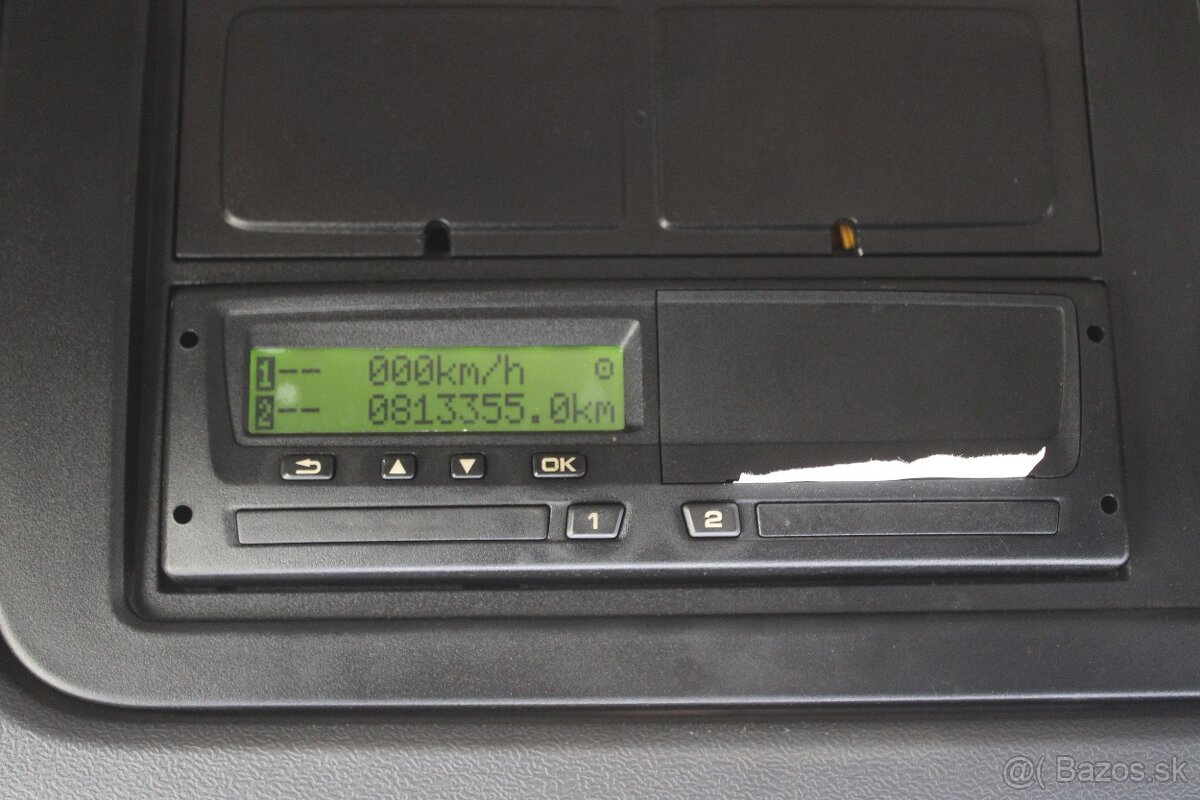 1-- 000km/h
2-- 0813355.0km
OK
1 2
@( Bazos.sk